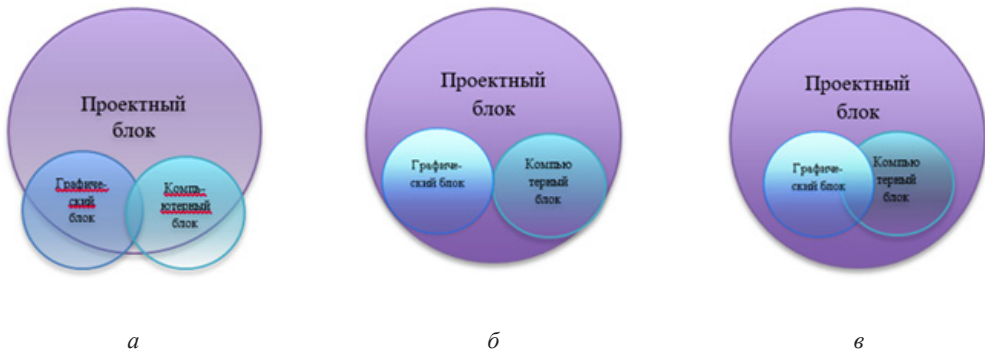 Проектный
блок
Графиче-
ский
блок
Компь-
ютерный
блок
Проектный
блок
Графиче-
ский блок
Компью
терный
блок
Проектный
блок
Графиче-
ский блок
Компью
терный
блок
а
б
в